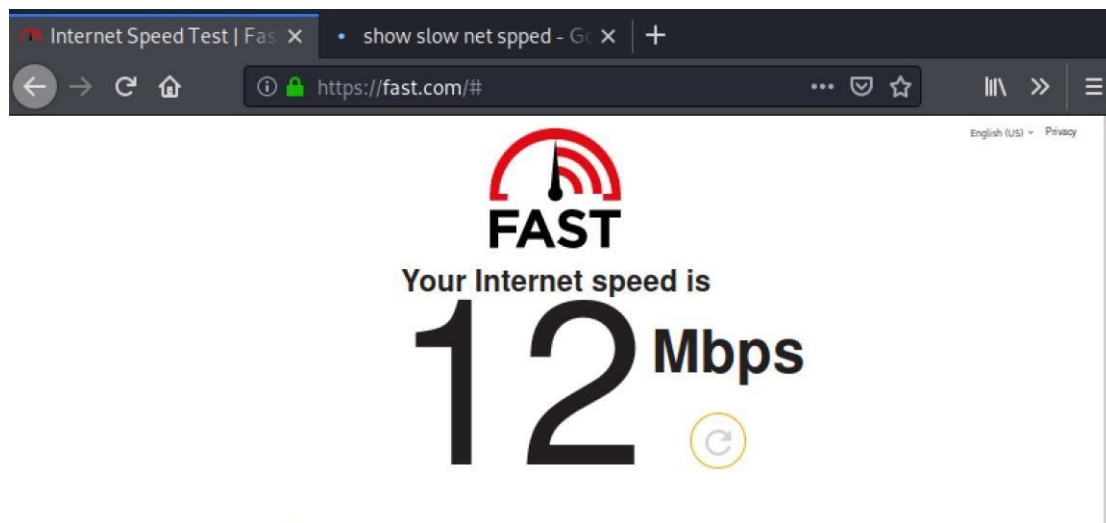 Internet Speed Test | Fas
show slow net spped - Go
https://fast.com/#
English (US)
Privacy
FAST
Your Internet speed is
12 Mbps